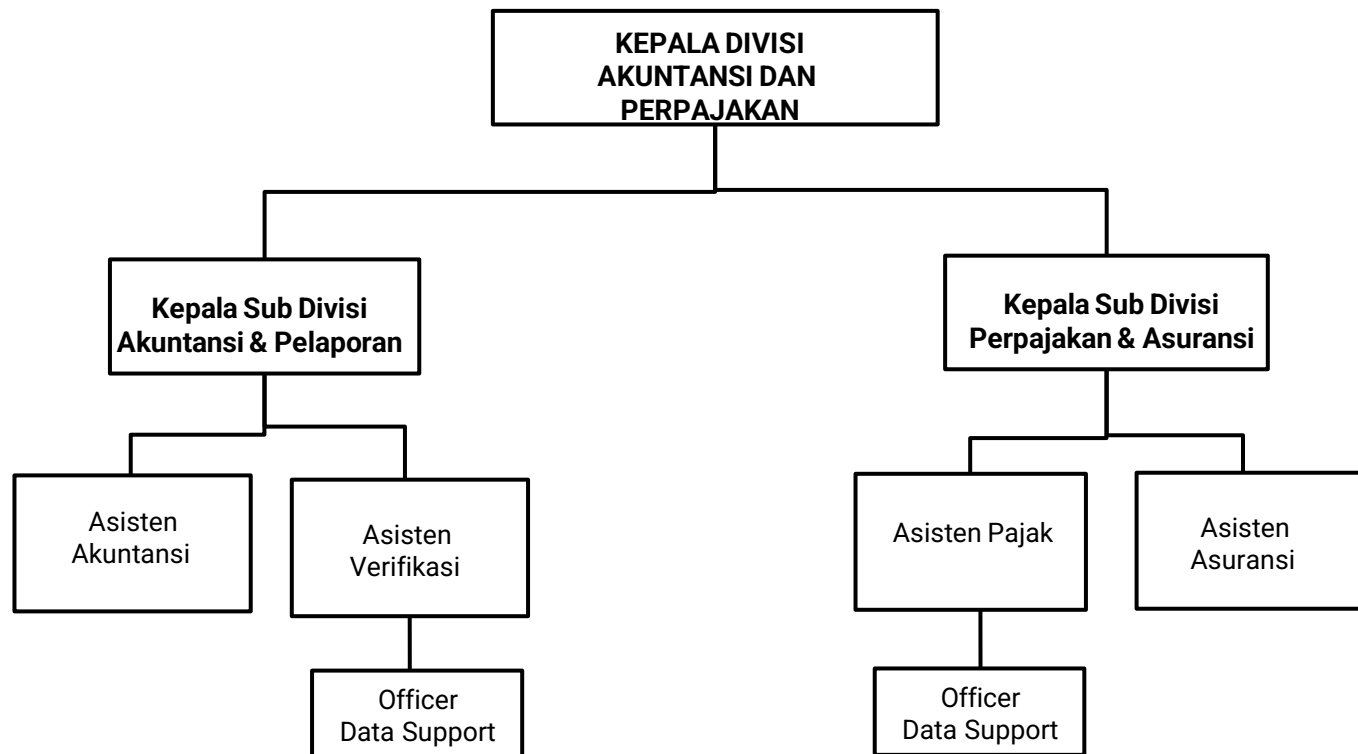 KEPALA DIVISI
AKUNTANSI DAN
PERPAJAKAN
Kepala Sub Divisi
Akuntansi & Pelaporan
Kepala Sub Divisi
Perpajakan & Asuransi
Asisten
Akuntansi
Asisten
Verifikasi
Asisten Pajak
Asisten
Asuransi
Officer
Data Support
Officer
Data Support